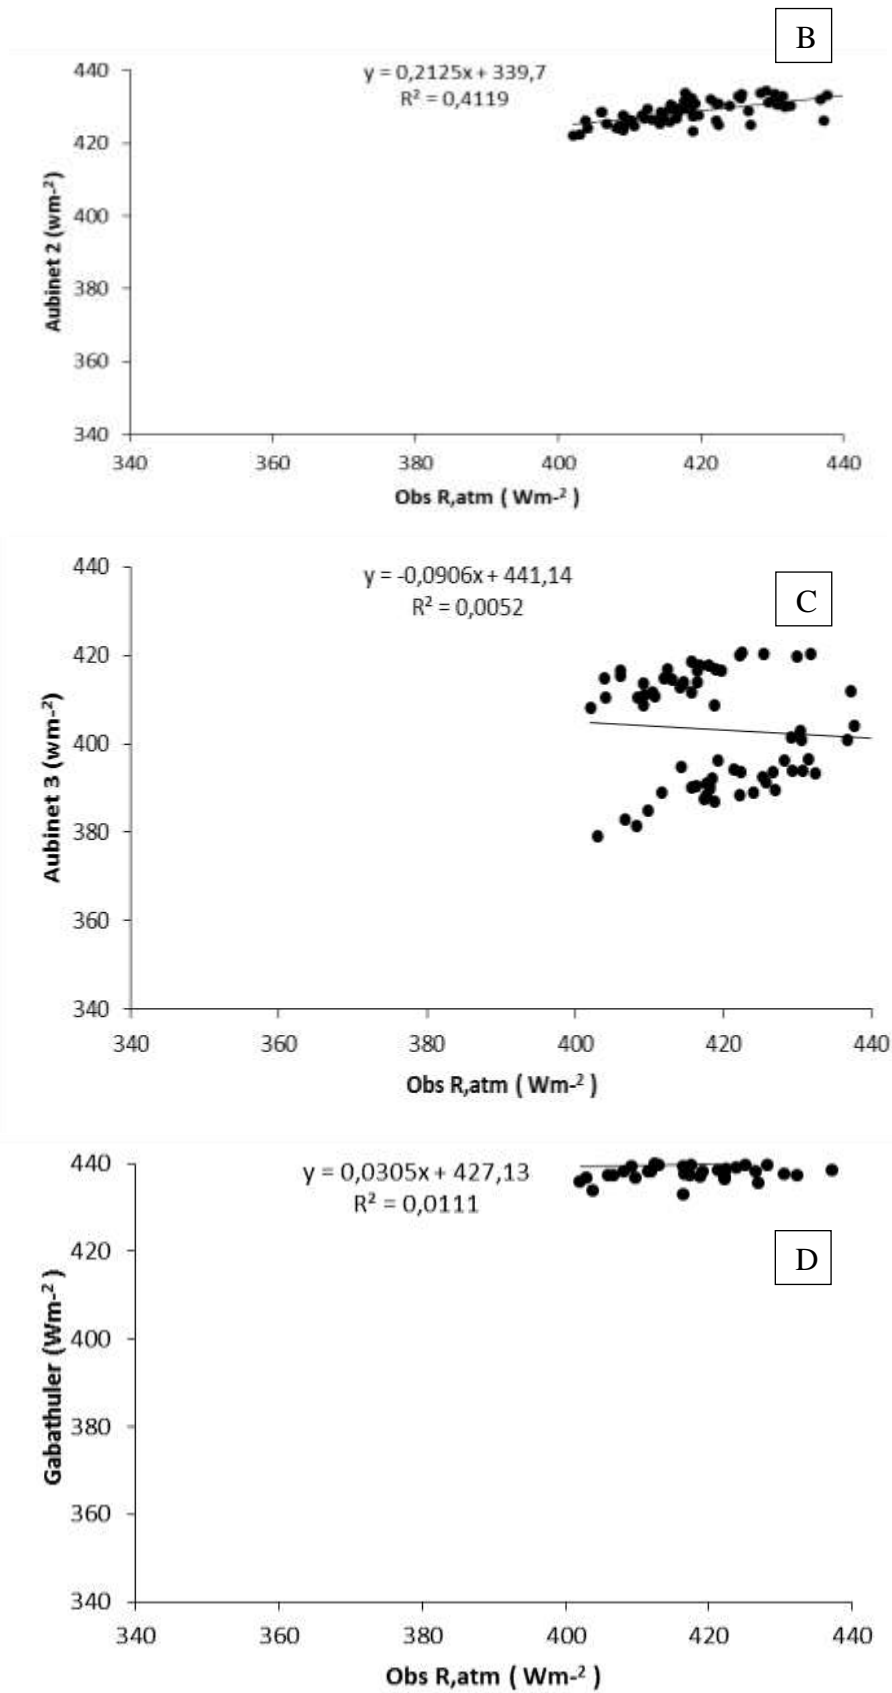 B
y = 0,2125x + 339,7
R² = 0,4119
440
420
400
380
360
340
Aubinet 2 (wm-²)
340 360 380 400 420 440
Obs R,atm ( Wm-² )
C
y = -0,0906x + 441,14
R² = 0,0052
440
420
400
380
360
340
Aubinet 3 (wm-²)
340 360 380 400 420 440
Obs R,atm ( Wm-² )
D
y = 0,0305x + 427,13
R² = 0,0111
440
420
400
380
360
340
Gabathuler (Wm-² )
340 360 380 400 420 440
Obs R,atm ( Wm-² )